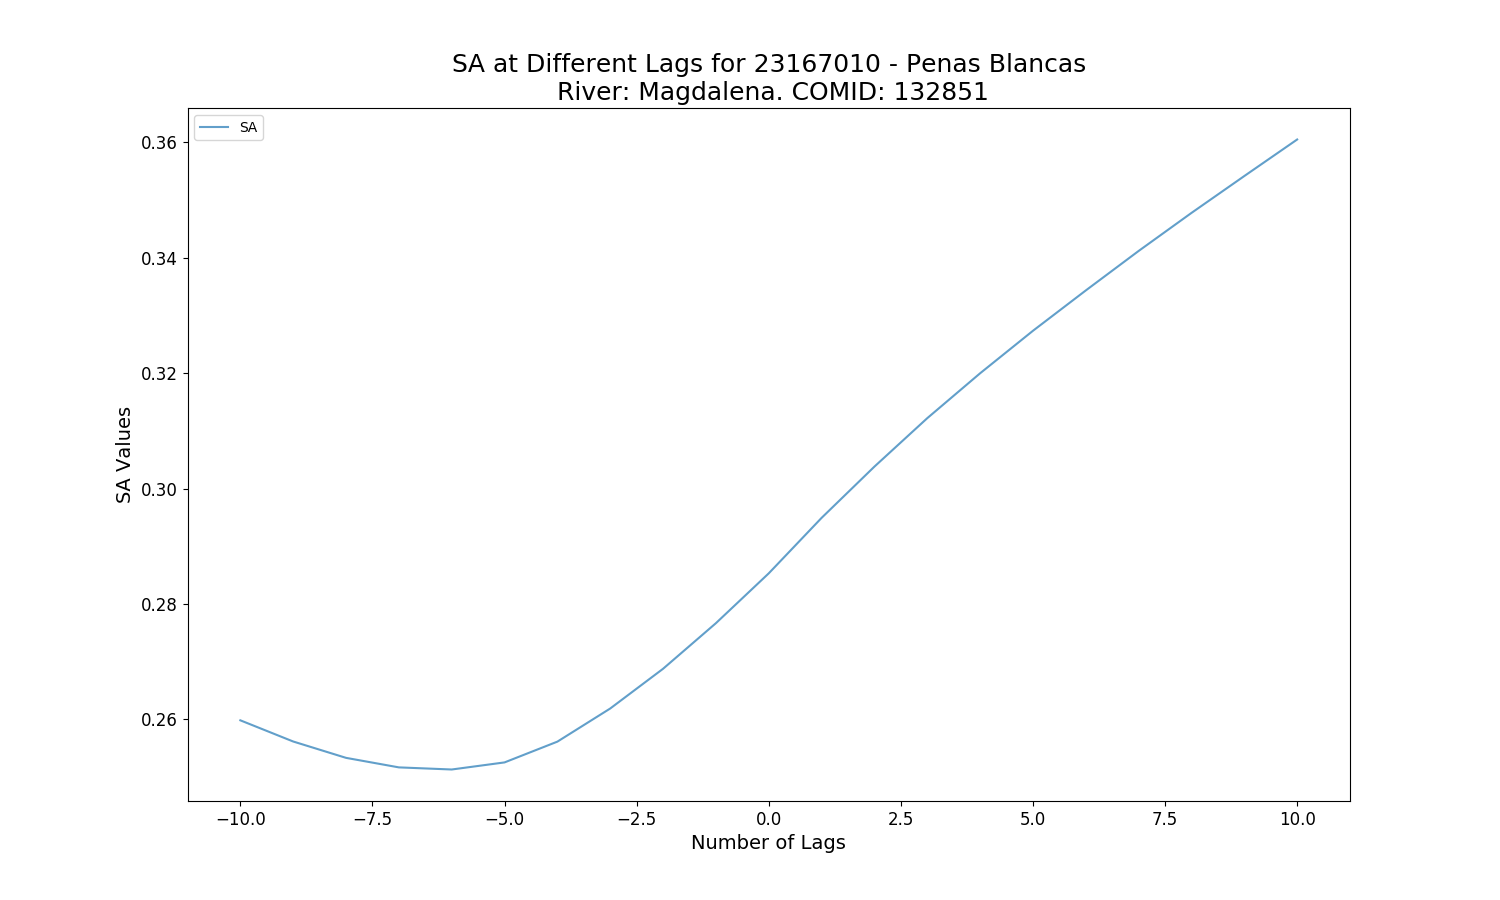 SA at Different Lags for 23167010 - Penas Blancas
River: Magdalena. COMID: 132851
SA
0.36
0.34
0.32
0.30
0.28
0.26
SA Values
−10.0 −7.5 −5.0 −2.5 0.0 2.5 5.0 7.5 10.0
Number of Lags